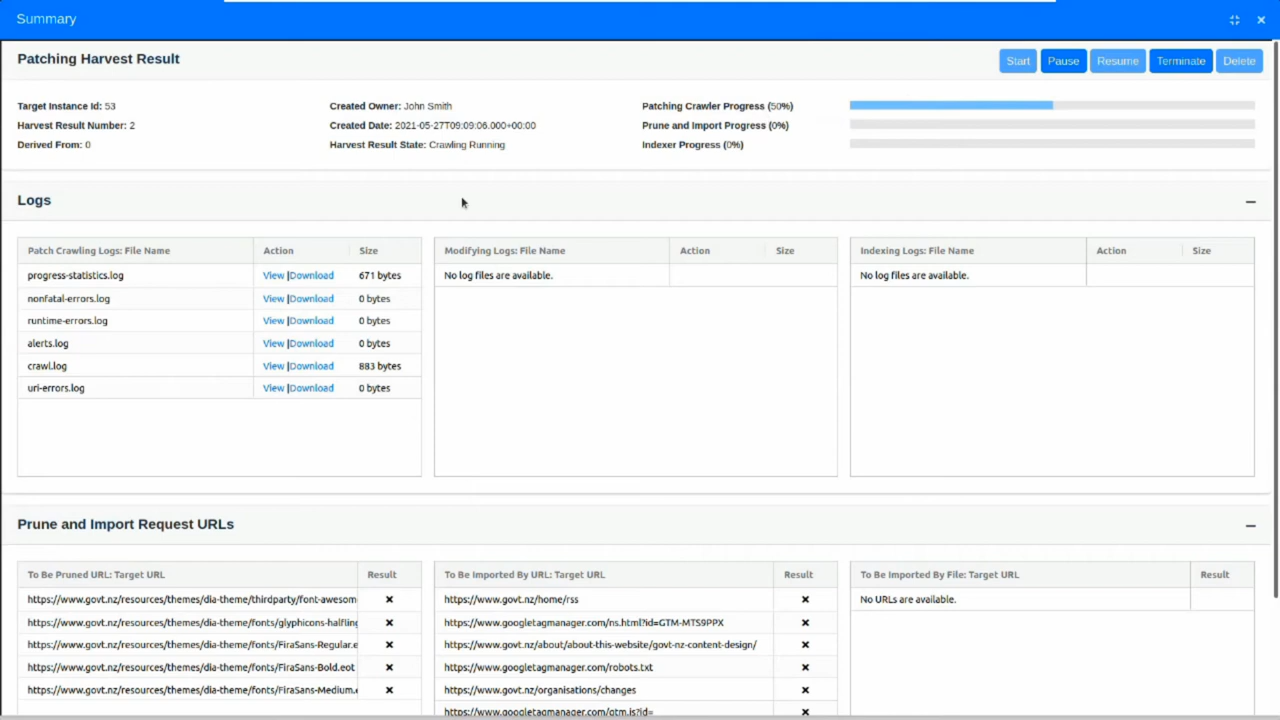 Summary
Patching Harvest Result
Start Pause Resume Terminate Delete
Target Instance Id: 53 Created Owner: John Smith Patching Crawler Progress (50%)
Harvest Result Number: 2 Created Date: 2021-05-27T09:09:06.000+00:00 Prune and Import Progress (0%)
Derived From: 0 Harvest Result State: Crawling Running Indexer Progress (0%)
Logs
Patch Crawling Logs: File Name Action Size Modifying Logs: File Name Action Size Indexing Logs: File Name Action Size
progress-statistics.log View |Download 671 bytes No log files are available. No log files are available.
nonfatal-errors.log View |Download 0 bytes
runtime-errors.log View |Download 0 bytes
alerts.log View |Download 0 bytes
crawl.log View |Download 883 bytes
uri-errors.log View |Download 0 bytes
Prune and Import Request URLs
To Be Pruned URL: Target URL Result To Be Imported By URL: Target URL Result To Be Imported By File: Target URL Result
https://www.govt.nz/resources/themes/dia-theme/thirdparty/font-awesom https://www.govt.nz/home/rss No URLs are available.
https://www.govt.nz/resources/themes/dia-theme/fonts/glyphicons-halfling https://www.googletagmanager.com/ns.html?id=GTM-MTS9PPX
https://www.govt.nz/resources/themes/dia-theme/fonts/FiraSans-Regular.e https://www.govt.nz/about/about-this-website/govt-nz-content-design/
https://www.govt.nz/resources/themes/dia-theme/fonts/FiraSans-Bold.eot https://www.googletagmanager.com/robots.txt
https://www.govt.nz/resources/themes/dia-theme/fonts/FiraSans-Medium.e https://www.govt.nz/organisations/changes
https://www.googletagmanager.com/gtm.js?id=